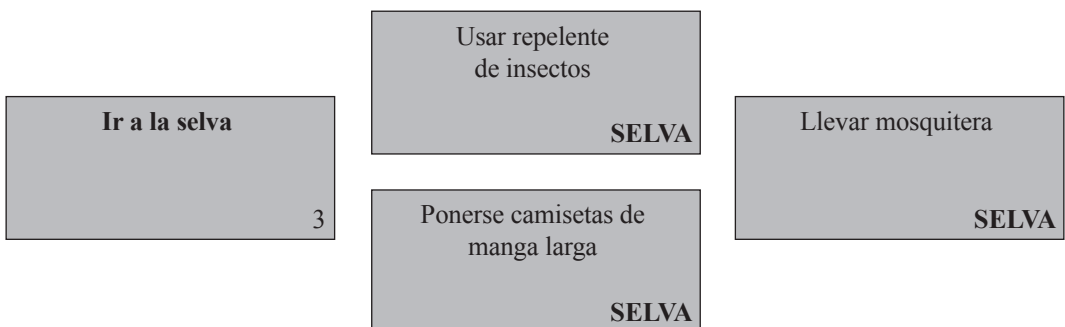 Ir a la selva
3
Usar repelente
de insectos
SELVA
Ponerse camisetas de
manga larga
SELVA
Llevar mosquitera
SELVA